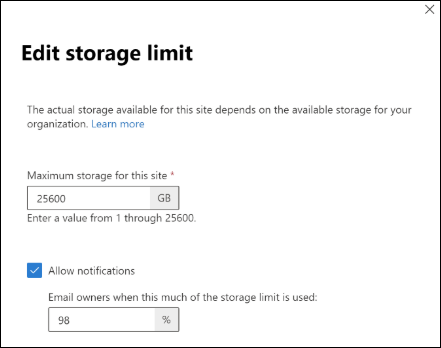 Edit storage limit
The actual storage available for this site depends on the available storage for your
organization. Learn more
Maximum storage for this site *
25600 GB
Enter a value from 1 through 25600.
Allow notifications
Email owners when this much of the storage limit is used:
98 %